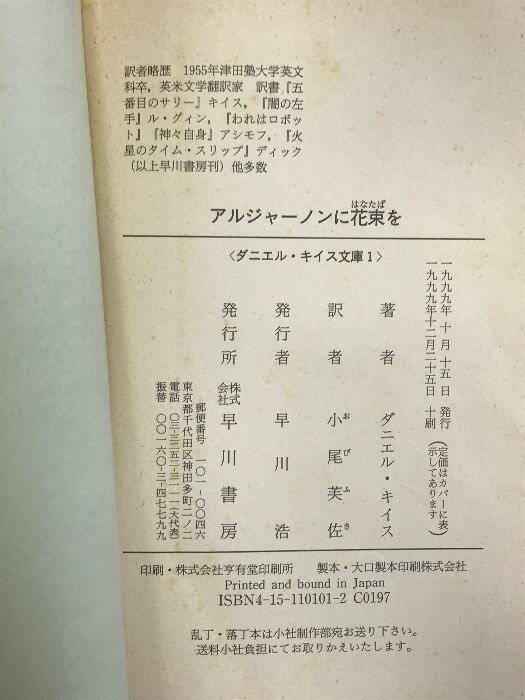 訳者略歴 1955年津田塾大学英文
科卒,英米文学翻訳家 訳書『五
番目のサリー』キイス,『闇の左
手』ル・グィン,『われはロボッ
ト』『神々自身』アシモフ,『火
星のタイム・スリップ』ディック
(以上早川書房刊)他多数
はなたば
アルジャーノンに花束を
〈ダニエル・キイス文庫1〉
一九九九年十月十五日 発行
一九九九年十二月二十五日 十刷
(定価はカバーに表
示してあります)
著者 ダニエル・キイス
訳者 小尾芙佐
お び ふ さ
発行者 早川浩
発行所 株式会社早川書房
郵便番号 一〇一-〇〇四六
東京都千代田区神田多町二ノ二
電話 〇三-三二五二-三一一一(大代表)
振替 〇〇一六〇-三-四七七九九
印刷・株式会社亨有堂印刷所 製本・大口製本印刷株式会社
Printed and bound in Japan
ISBN4-15-110101-2 C0197
乱丁・落丁本は小社制作部宛お送り下さい。
送料小社負担にてお取りかえいたします。